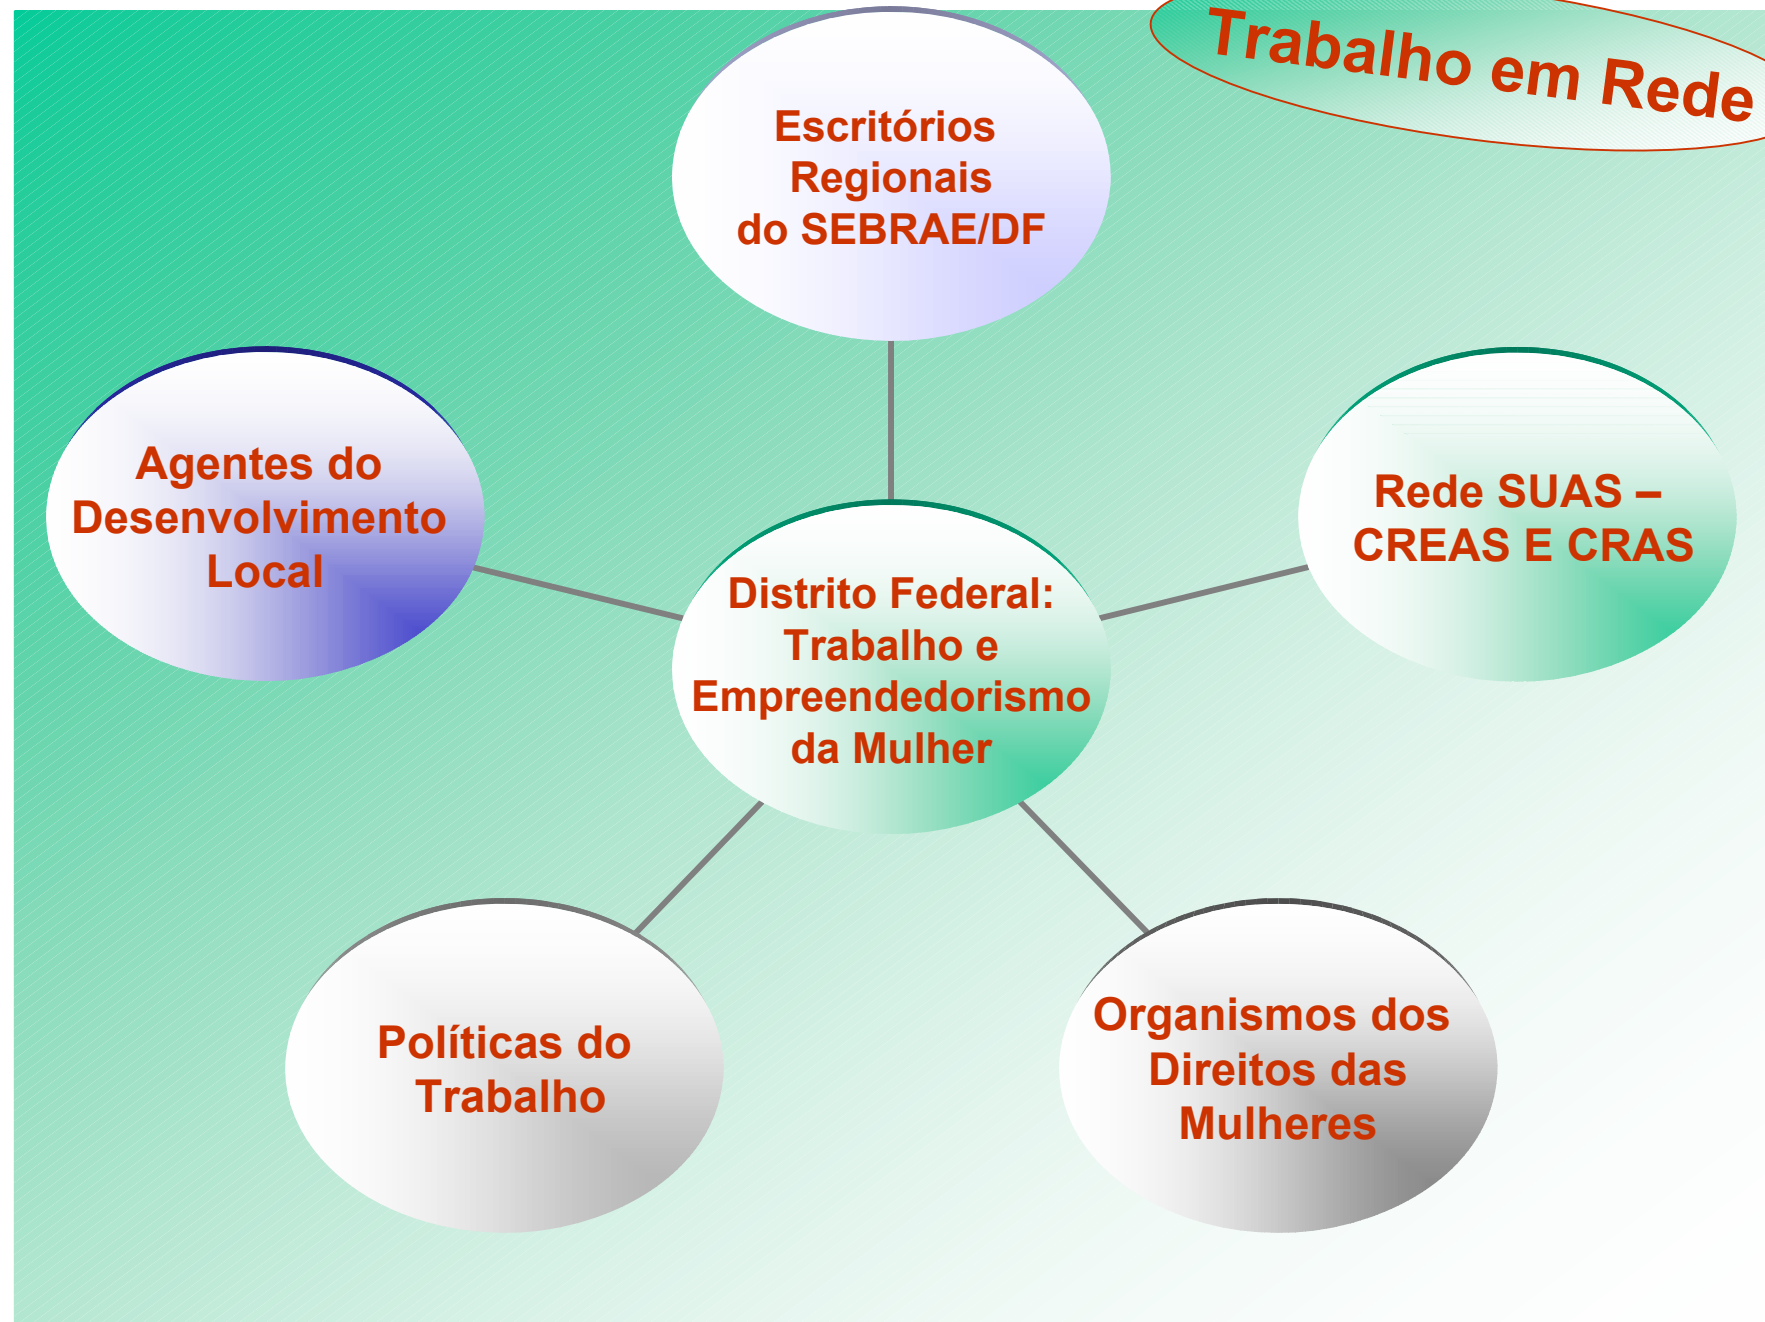 Trabalho em Rede
Escritórios
Regionais
do SEBRAE/DF
Agentes do
Desenvolvimento
Local
Rede SUAS –
CREAS E CRAS
Distrito Federal:
Trabalho e
Empreendedorismo
da Mulher
Políticas do
Trabalho
Organismos dos
Direitos das
Mulheres